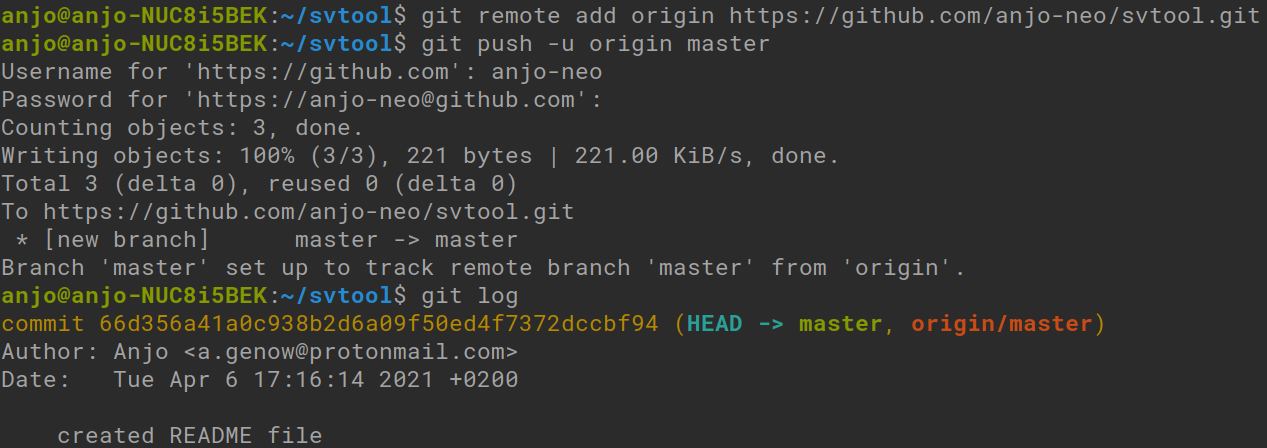 anjo@anjo-NUC8i5BEK:~/svtool$ git remote add origin https://github.com/anjo-neo/svtool.git
anjo@anjo-NUC8i5BEK:~/svtool$ git push -u origin master
Username for 'https://github.com': anjo-neo
Password for 'https://anjo-neo@github.com':
Counting objects: 3, done.
Writing objects: 100% (3/3), 221 bytes | 221.00 KiB/s, done.
Total 3 (delta 0), reused 0 (delta 0)
To https://github.com/anjo-neo/svtool.git
 * [new branch]      master -> master
Branch 'master' set up to track remote branch 'master' from 'origin'.
anjo@anjo-NUC8i5BEK:~/svtool$ git log
commit 66d356a41a0c938b2d6a09f50ed4f7372dccbf94 (HEAD -> master, origin/master)
Author: Anjo <a.genow@protonmail.com>
Date:   Tue Apr 6 17:16:14 2021 +0200

    created README file